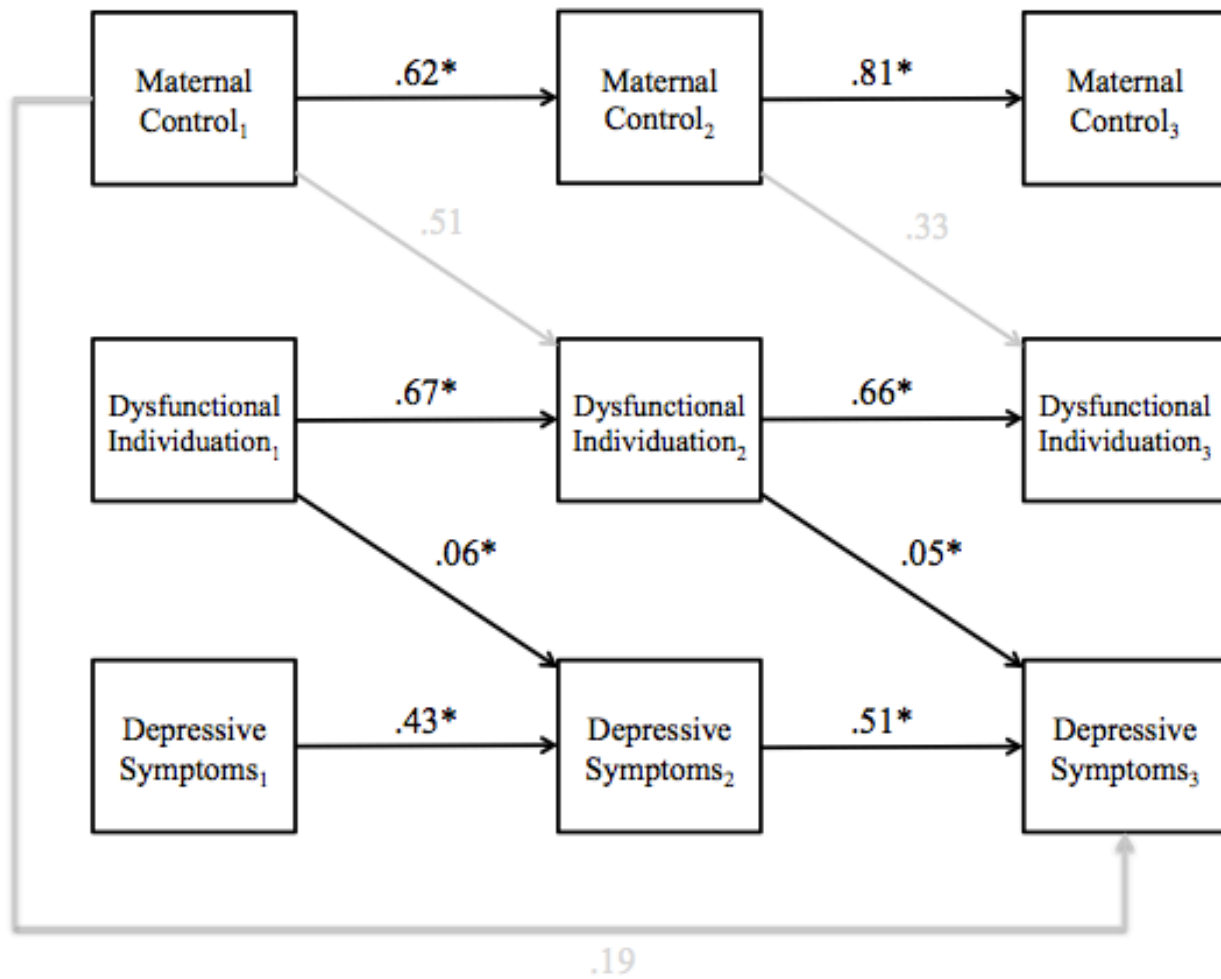 .62*
.81*
Maternal
Control₁
Maternal
Control₂
Maternal
Control₃
.51
.33
.67*
.66*
Dysfunctional
Individuation₁
Dysfunctional
Individuation₂
Dysfunctional
Individuation₃
.06*
.05*
.43*
.51*
Depressive
Symptoms₁
Depressive
Symptoms₂
Depressive
Symptoms₃
.19